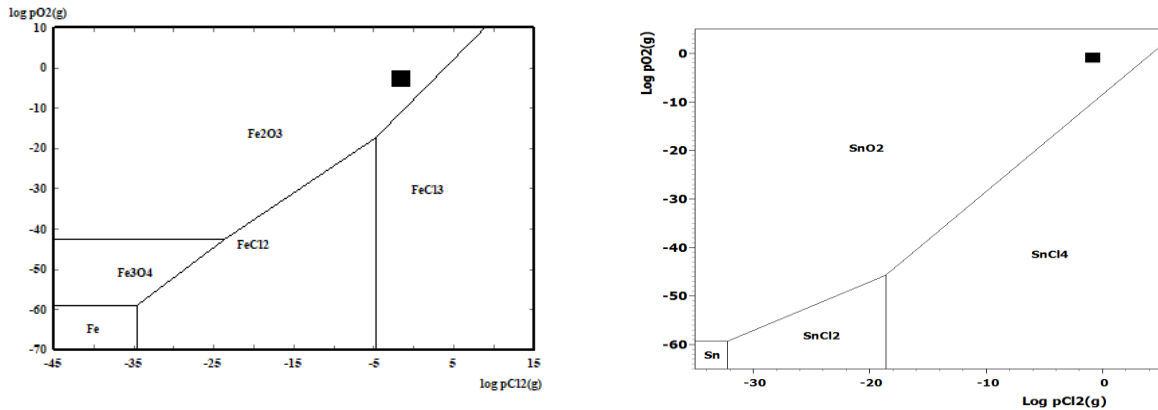 log pO2(g)
10
0
-10
-20
-30
-40
-50
-60
-70
Fe2O3
FeCl3
FeCl2
Fe3O4
Fe
-45 -35 -25 -15 -5 5 15
log pCl2(g)
Log pO2(g)
0
-10
-20
-30
-40
-50
-60
SnO2
SnCl4
SnCl2
Sn
-30 -20 -10 0
Log pCl2(g)